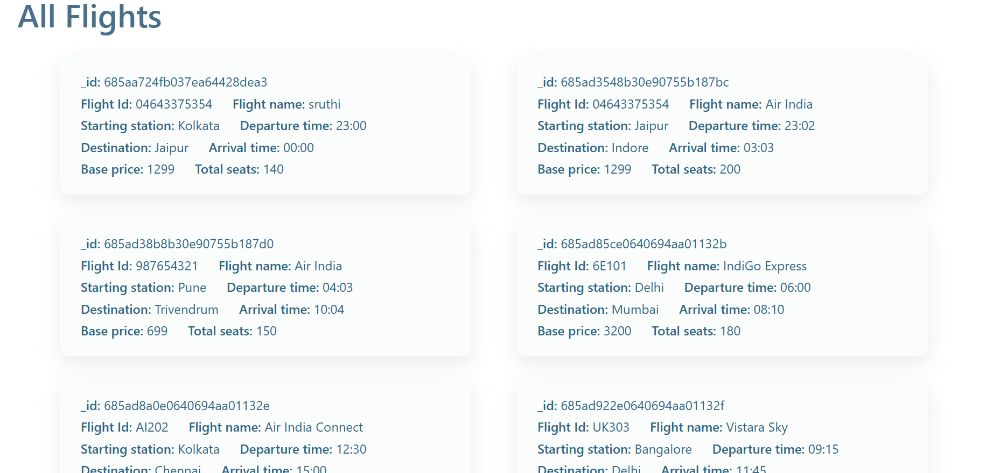 All Flights
_id: 685aa724fb037ea64428dea3
Flight Id: 04643375354 Flight name: sruthi
Starting station: Kolkata Departure time: 23:00
Destination: Jaipur Arrival time: 00:00
Base price: 1299 Total seats: 140
_id: 685ad3548b30e90755b187bc
Flight Id: 04643375354 Flight name: Air India
Starting station: Jaipur Departure time: 23:02
Destination: Indore Arrival time: 03:03
Base price: 1299 Total seats: 200
_id: 685ad38b8b30e90755b187d0
Flight Id: 987654321 Flight name: Air India
Starting station: Pune Departure time: 04:03
Destination: Trivendrum Arrival time: 10:04
Base price: 699 Total seats: 150
_id: 685ad85ce0640694aa01132b
Flight Id: 6E101 Flight name: IndiGo Express
Starting station: Delhi Departure time: 06:00
Destination: Mumbai Arrival time: 08:10
Base price: 3200 Total seats: 180
_id: 685ad8a0e0640694aa01132e
Flight Id: AI202 Flight name: Air India Connect
Starting station: Kolkata Departure time: 12:30
Destination: Chennai Arrival time: 15:00
_id: 685ad922e0640694aa01132f
Flight Id: UK303 Flight name: Vistara Sky
Starting station: Bangalore Departure time: 09:15
Destination: Delhi Arrival time: 11:45